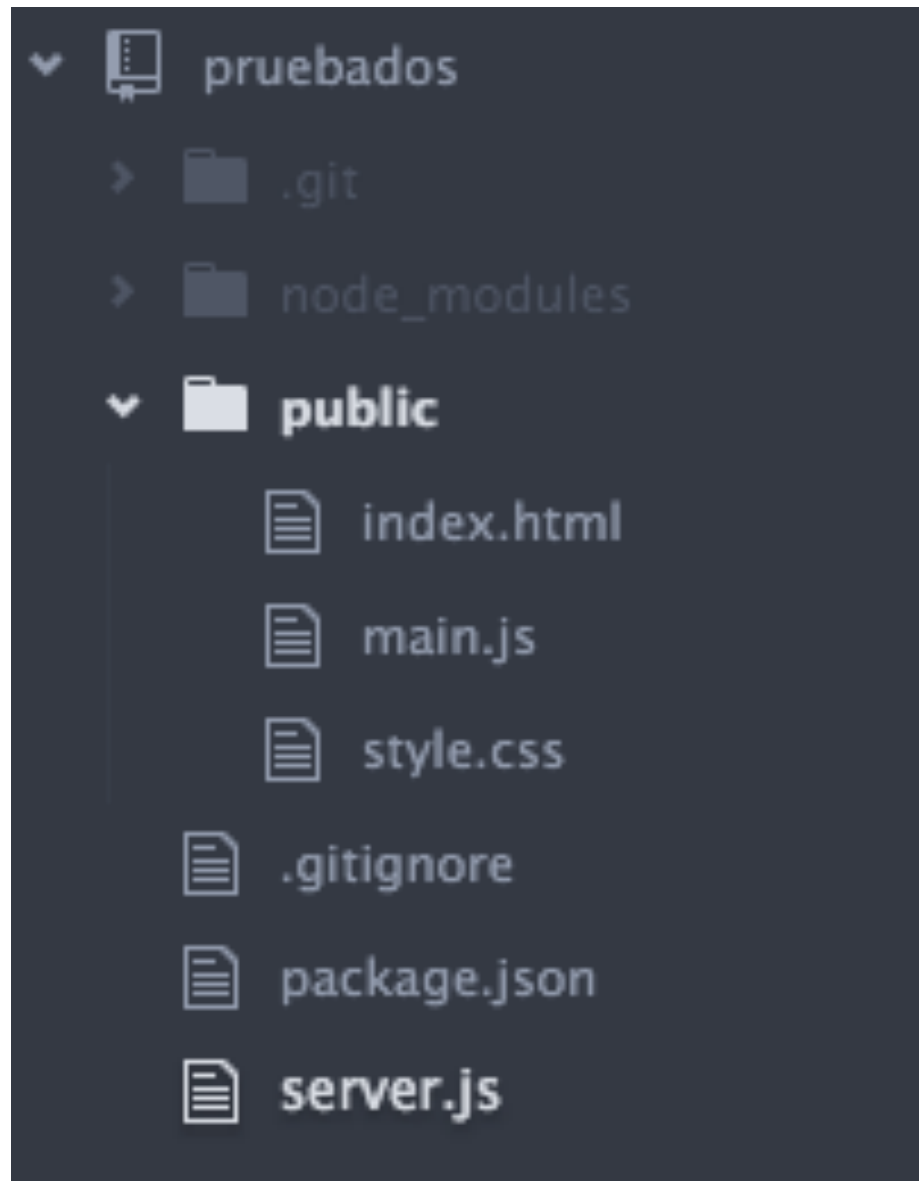 pruebados
.git
node_modules
public
index.html
main.js
style.css
.gitignore
package.json
server.js